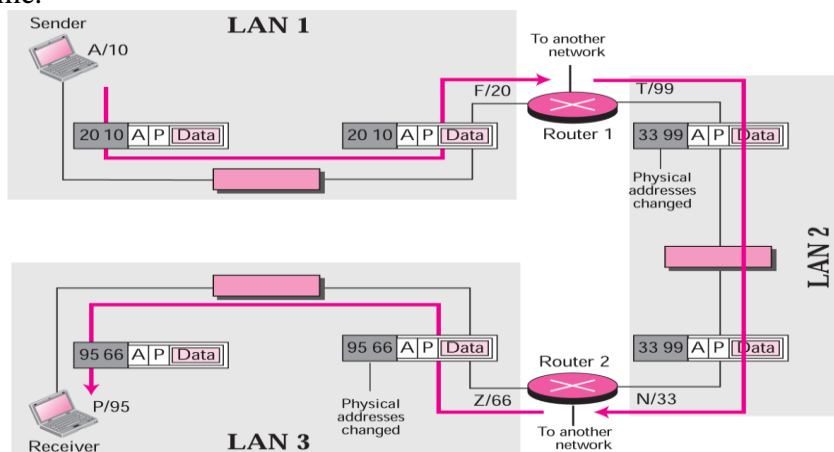 Sender
LAN 1
A/10
To another
network
F/20
T/99
Router 1
20 10 A P Data
20 10 A P Data
33 99 A P Data
Physical
addresses
changed
LAN 2
33 99 A P Data
N/33
Router 2
To another
network
Z/66
95 66 A P Data
Physical
addresses
changed
95 66 A P Data
P/95
Receiver
LAN 3